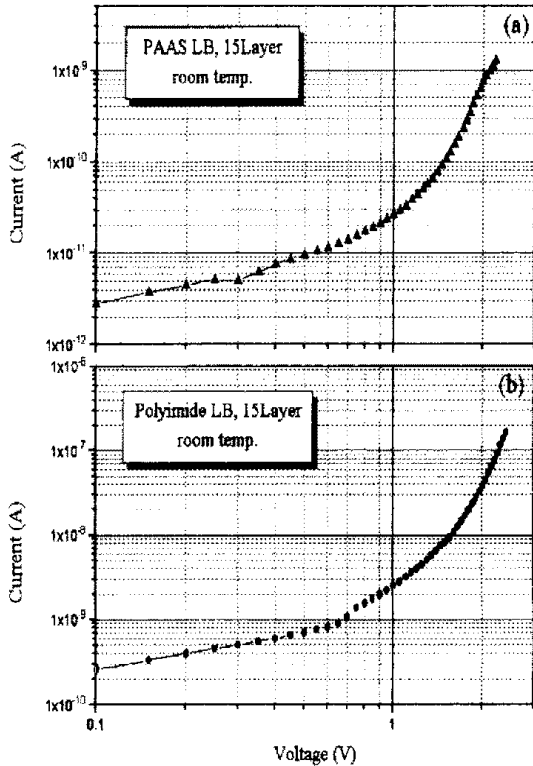 (a)
PAAS LB, 15Layer
room temp.
1x10-9
1x10-10
1x10-11
1x10-12
Current (A)
(b)
Polyimide LB, 15Layer
room temp.
1x10-6
1x10-7
1x10-8
1x10-9
1x10-10
Current (A)
0.1
1
Voltage (V)